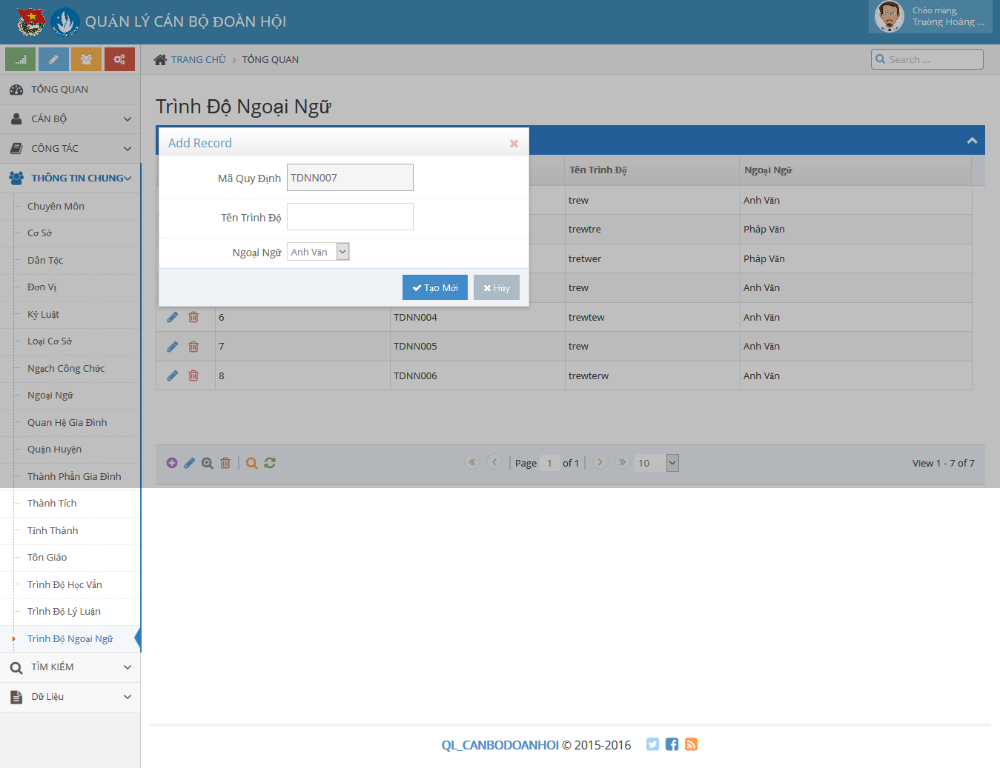 QUẢN LÝ CÁN BỘ ĐOÀN HỘI
Chào mừng,
Trường Hoàng ...
TRANG CHỦ > TỔNG QUAN
Search ...
TỔNG QUAN
CÁN BỘ
CÔNG TÁC
THÔNG TIN CHUNG
Chuyên Môn
Cơ Sở
Dân Tộc
Đơn Vị
Kỷ Luật
Loại Cơ Sở
Ngạch Công Chức
Ngoại Ngữ
Quan Hệ Gia Đình
Quận Huyện
Thành Phần Gia Đình
Thành Tích
Tỉnh Thành
Tôn Giáo
Trình Độ Học Vấn
Trình Độ Lý Luận
Trình Độ Ngoại Ngữ
TÌM KIẾM
Dữ Liệu
Trình Độ Ngoại Ngữ
Add Record
Mã Quy Định TDNN007
Tên Trình Độ
Ngoại Ngữ Anh Văn
Tạo Mới Hủy
Tên Trình Độ Ngoại Ngữ
trew Anh Văn
trewtre Pháp Văn
tretwer Pháp Văn
trew Anh Văn
6 TDNN004 trewtew Anh Văn
7 TDNN005 trew Anh Văn
8 TDNN006 trewterw Anh Văn
Page 1 of 1 10 View 1 - 7 of 7
QL_CANBODOANHOI © 2015-2016